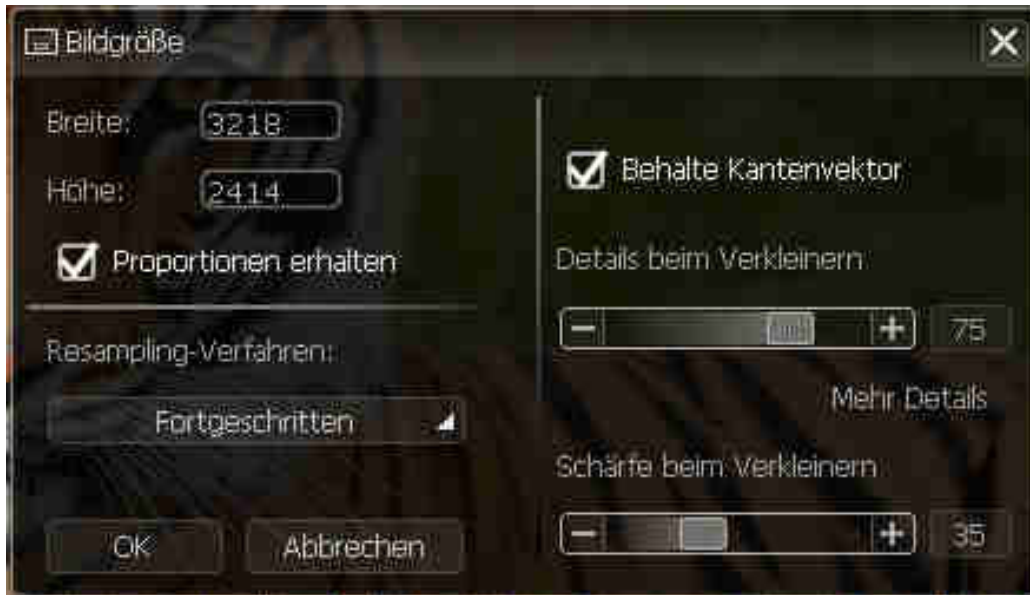 Bildgröße
Breite: 3218
Höhe: 2414
Proportionen erhalten
Resampling-Verfahren:
Fortgeschritten
OK Abbrechen
Behalte Kantenvektor
Details beim Verkleinern
75
Mehr Details
Schärfe beim Verkleinern
35